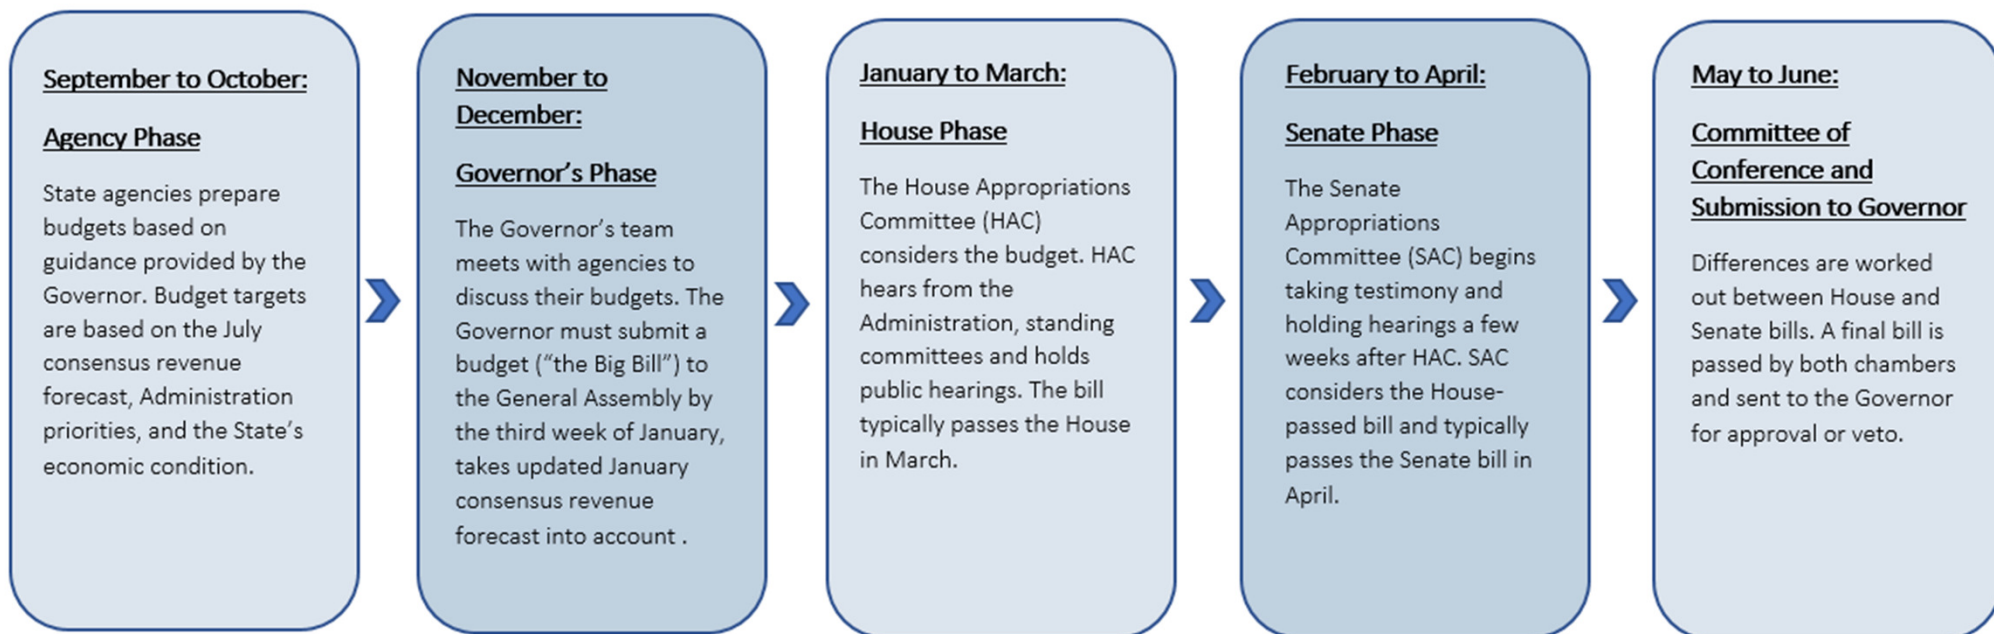 September to October:
Agency Phase
State agencies prepare
budgets based on
guidance provided by the
Governor. Budget targets
are based on the July
consensus revenue
forecast, Administration
priorities, and the State's
economic condition.
November to
December:
Governor's Phase
The Governor's team
meets with agencies to
discuss their budgets. The
Governor must submit a
budget ("the Big Bill") to
the General Assembly by
the third week of January,
takes updated January
consensus revenue
forecast into account .
January to March:
House Phase
The House Appropriations
Committee (HAC)
considers the budget. HAC
hears from the
Administration, standing
committees and holds
public hearings. The bill
typically passes the House
in March.
February to April:
Senate Phase
The Senate
Appropriations
Committee (SAC) begins
taking testimony and
holding hearings a few
weeks after HAC. SAC
considers the House-
passed bill and typically
passes the Senate bill in
April.
May to June:
Committee of
Conference and
Submission to Governor
Differences are worked
out between House and
Senate bills. A final bill is
passed by both chambers
and sent to the Governor
for approval or veto.